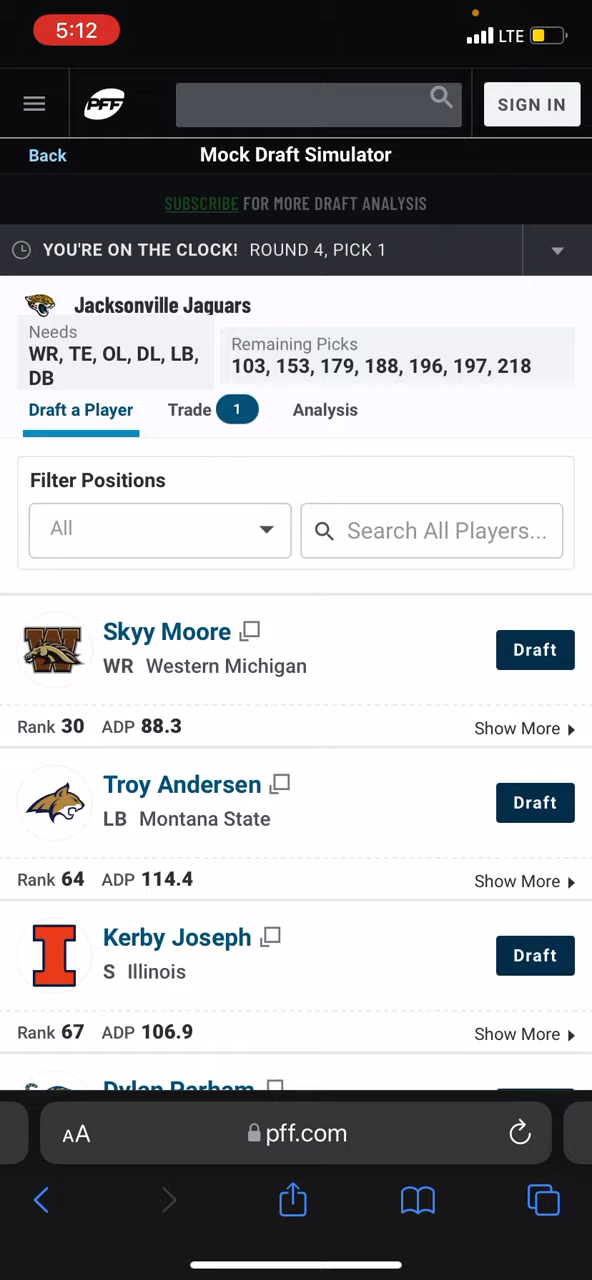 5:12
LTE
PFF
SIGN IN
Back
Mock Draft Simulator
SUBSCRIBE FOR MORE DRAFT ANALYSIS
YOU'RE ON THE CLOCK! ROUND 4, PICK 1
Jacksonville Jaguars
Needs
WR, TE, OL, DL, LB,
DB
Remaining Picks
103, 153, 179, 188, 196, 197, 218
Draft a Player
Trade 1
Analysis
Filter Positions
All
Search All Players...
Skyy Moore
WR Western Michigan
Draft
Rank 30 ADP 88.3
Show More
Troy Andersen
LB Montana State
Draft
Rank 64 ADP 114.4
Show More
Kerby Joseph
S Illinois
Draft
Rank 67 ADP 106.9
Show More
Dylan Parham
AA
pff.com